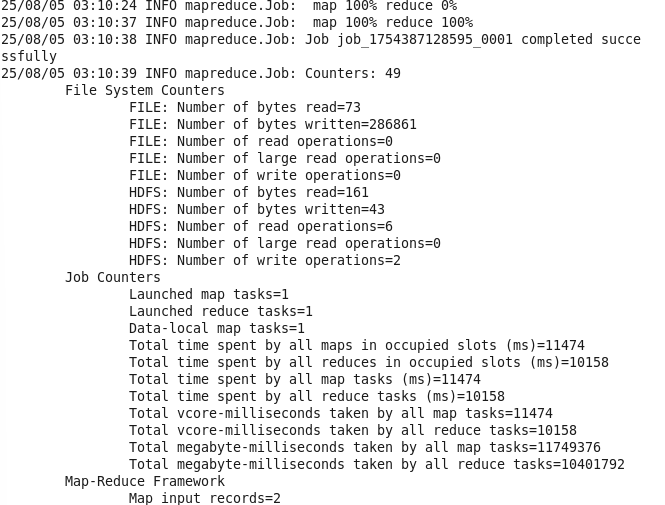 25/08/05 03:10:24 INFO mapreduce.Job:  map 100% reduce 0%
25/08/05 03:10:37 INFO mapreduce.Job:  map 100% reduce 100%
25/08/05 03:10:38 INFO mapreduce.Job: Job job_1754387128595_0001 completed succe
ssfully
25/08/05 03:10:39 INFO mapreduce.Job: Counters: 49
        File System Counters
                FILE: Number of bytes read=73
                FILE: Number of bytes written=286861
                FILE: Number of read operations=0
                FILE: Number of large read operations=0
                FILE: Number of write operations=0
                HDFS: Number of bytes read=161
                HDFS: Number of bytes written=43
                HDFS: Number of read operations=6
                HDFS: Number of large read operations=0
                HDFS: Number of write operations=2
        Job Counters
                Launched map tasks=1
                Launched reduce tasks=1
                Data-local map tasks=1
                Total time spent by all maps in occupied slots (ms)=11474
                Total time spent by all reduces in occupied slots (ms)=10158
                Total time spent by all map tasks (ms)=11474
                Total time spent by all reduce tasks (ms)=10158
                Total vcore-milliseconds taken by all map tasks=11474
                Total vcore-milliseconds taken by all reduce tasks=10158
                Total megabyte-milliseconds taken by all map tasks=11749376
                Total megabyte-milliseconds taken by all reduce tasks=10401792
        Map-Reduce Framework
                Map input records=2